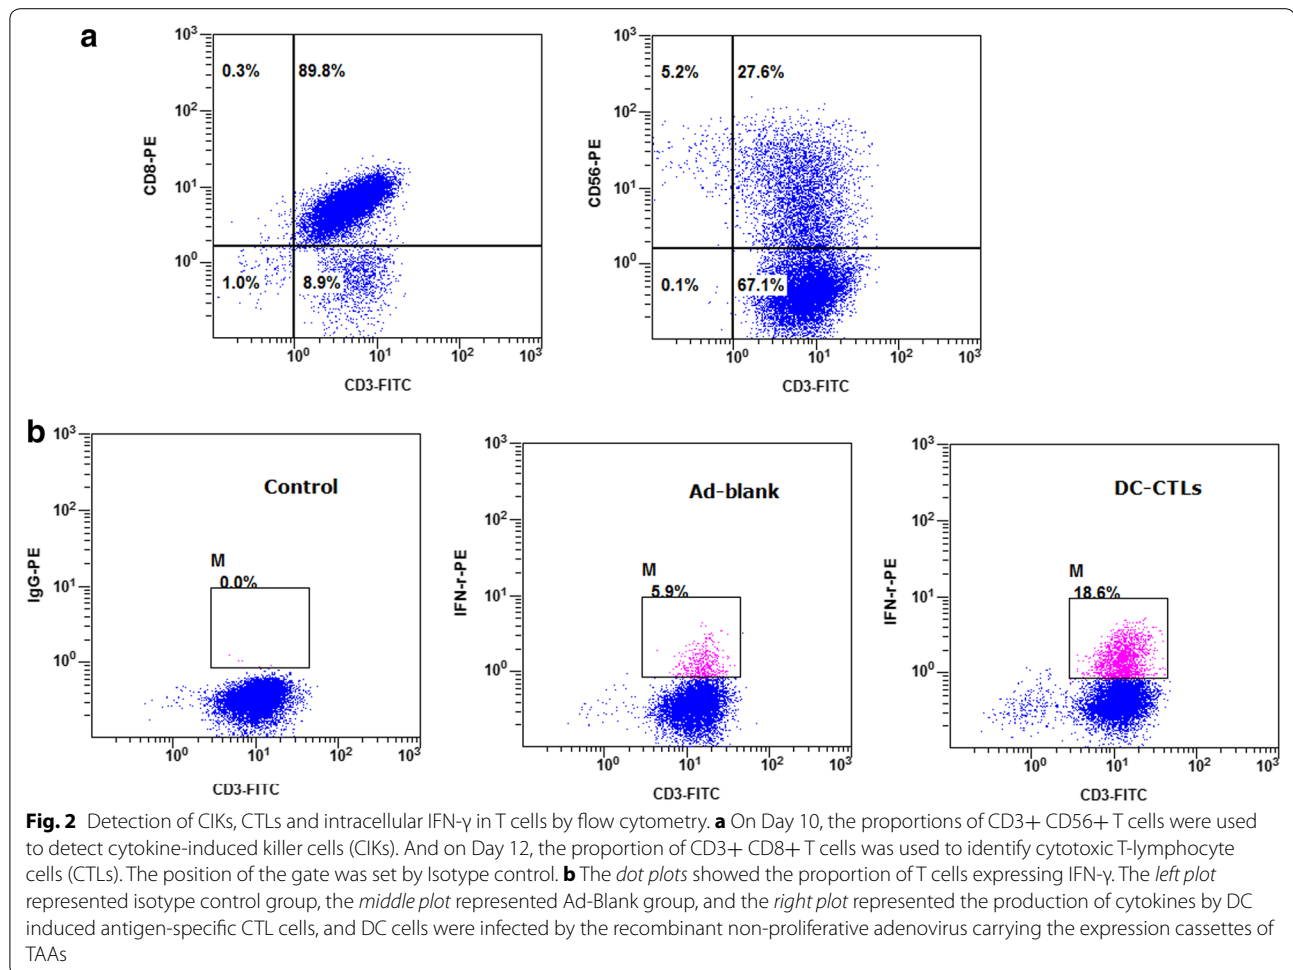 a
10³
10²
10¹
10⁰
CD8-PE
0.3%
89.8%
1.0%
8.9%
10⁰
10¹
10²
10³
CD3-FITC
10³
10²
10¹
10⁰
CD56-PE
5.2%
27.6%
0.1%
67.1%
10⁰
10¹
10²
10³
CD3-FITC
b
10³
10²
10¹
10⁰
IgG-PE
Control
M
0.0%
10⁰
10¹
10²
10³
CD3-FITC
10³
10²
10¹
10⁰
IFN-r-PE
Ad-blank
M
5.9%
10⁰
10¹
10²
10³
CD3-FITC
10³
10²
10¹
10⁰
IFN-r-PE
DC-CTLs
M
18.6%
10⁰
10¹
10²
10³
CD3-FITC
Fig. 2 Detection of CIKs, CTLs and intracellular IFN-γ in T cells by flow cytometry. a On Day 10, the proportions of CD3+ CD56+ T cells were used
to detect cytokine-induced killer cells (CIKs). And on Day 12, the proportion of CD3+ CD8+ T cells was used to identify cytotoxic T-lymphocyte
cells (CTLs). The position of the gate was set by Isotype control. b The dot plots showed the proportion of T cells expressing IFN-γ. The left plot
represented isotype control group, the middle plot represented Ad-Blank group, and the right plot represented the production of cytokines by DC
induced antigen-specific CTL cells, and DC cells were infected by the recombinant non-proliferative adenovirus carrying the expression cassettes of
TAAs